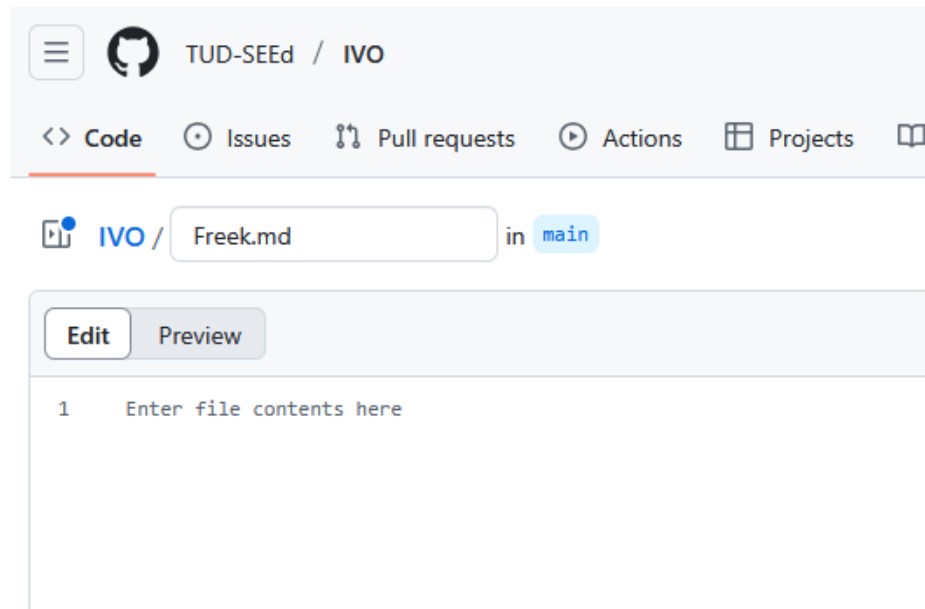 TUD-SEEd / IVO
Code Issues Pull requests Actions Projects
IVO / Freek.md in main
Edit Preview
1 Enter file contents here